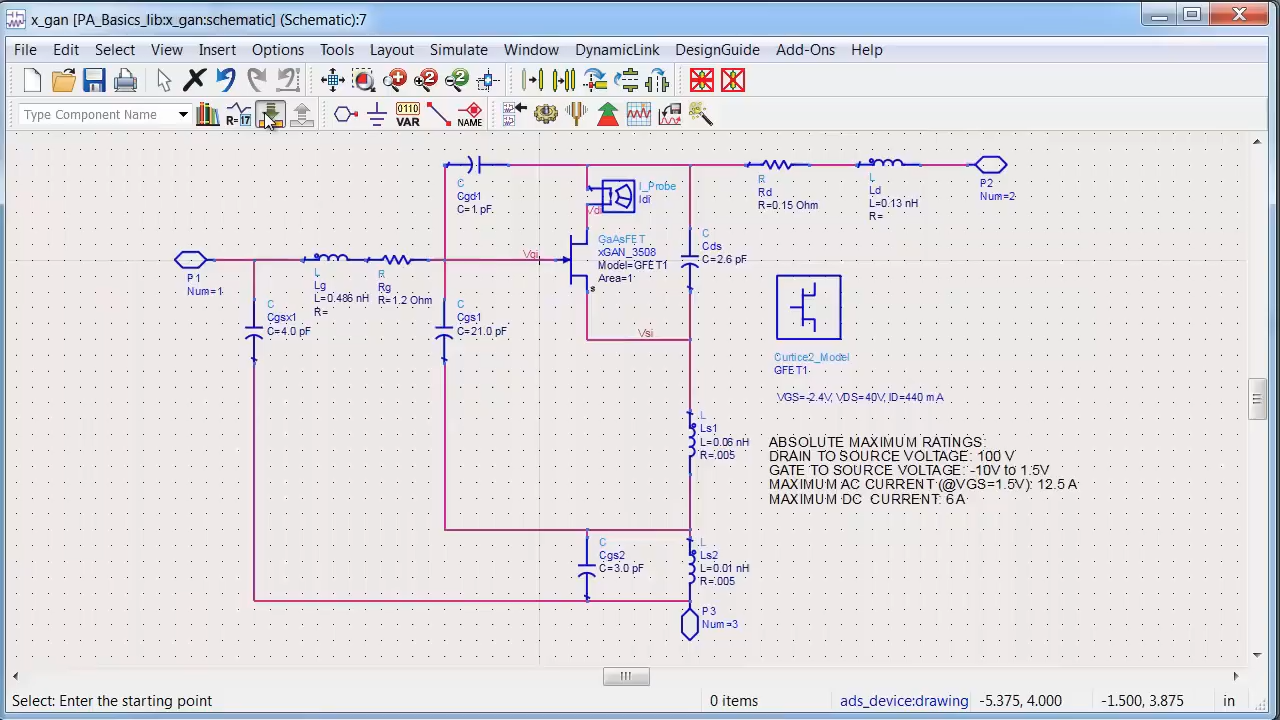 x_gan [PA_Basics_lib:x_gan:schematic] (Schematic):7
File Edit Select View Insert Options Tools Layout Simulate Window DynamicLink DesignGuide Add-Ons Help
Type Component Name
R=17
0110
VAR
NAME
C
Cgd1
C=1 pF
I_Probe
Idi
Vdi
R
Rd
R=0.15 Ohm
L
Ld
L=0.13 nH
R=
P2
Num=2
P1
Num=1
L
Lg
L=0.486 nH
R=
R
Rg
R=1.2 Ohm
Vgi
GaAsFET
xGAN_3508
Model=GFET1
Area=1
s
C
Cds
C=2.6 pF
C
Cgsx1
C=4.0 pF
C
Cgs1
C=21.0 pF
Vsi
Curtice2_Model
GFET1
VGS=-2.4V, VDS=40V, ID=440 mA
L
Ls1
L=0.06 nH
R=.005
ABSOLUTE MAXIMUM RATINGS:
DRAIN TO SOURCE VOLTAGE: 100 V
GATE TO SOURCE VOLTAGE: -10V to 1.5V
MAXIMUM AC CURRENT (@VGS=1.5V): 12.5 A
MAXIMUM DC CURRENT: 6 A
C
Cgs2
C=3.0 pF
L
Ls2
L=0.01 nH
R=.005
P3
Num=3
Select: Enter the starting point
0 items
ads_device:drawing
-5.375, 4.000
-1.500, 3.875
in